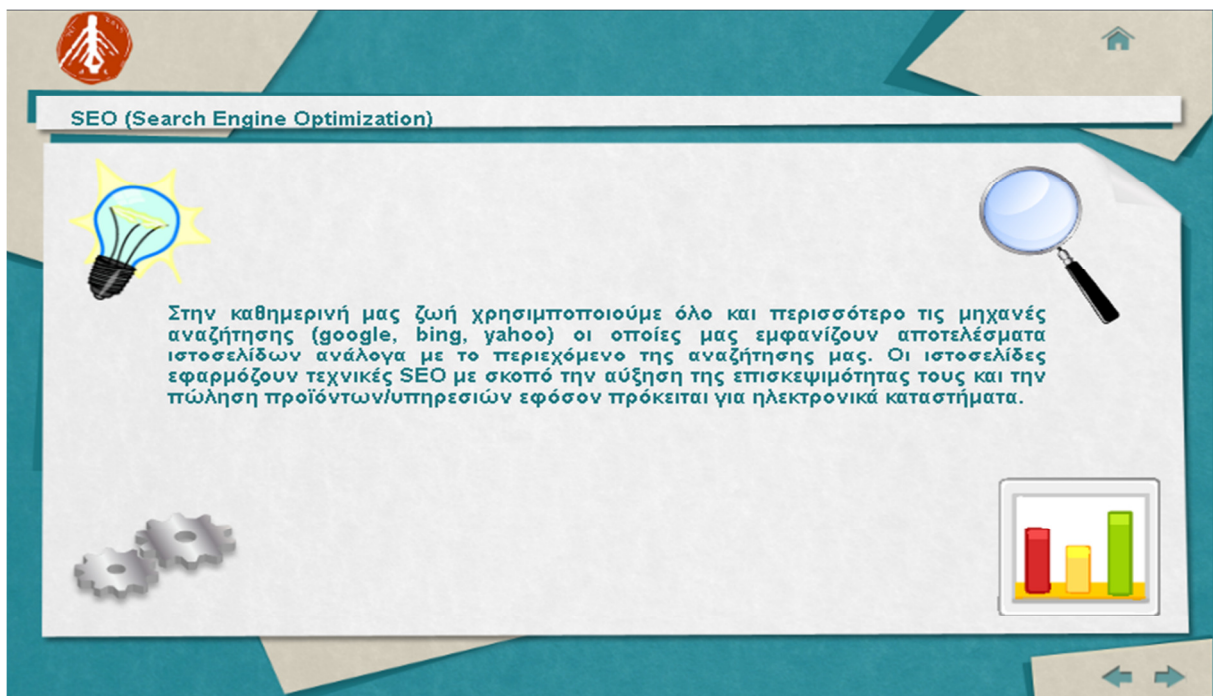 SEO (Search Engine Optimization)
Στην καθημερινή μας ζωή χρησιμποποιούμε όλο και περισσότερο τις μηχανές
αναζήτησης (google, bing, yahoo) οι οποίες μας εμφανίζουν αποτελέσματα
ιστοσελίδων ανάλογα με το περιεχόμενο της αναζήτησης μας. Οι ιστοσελίδες
εφαρμόζουν τεχνικές SEO με σκοπό την αύξηση της επισκεψιμότητας τους και την
πώληση προϊόντων/υπηρεσιών εφόσον πρόκειται για ηλεκτρονικά καταστήματα.